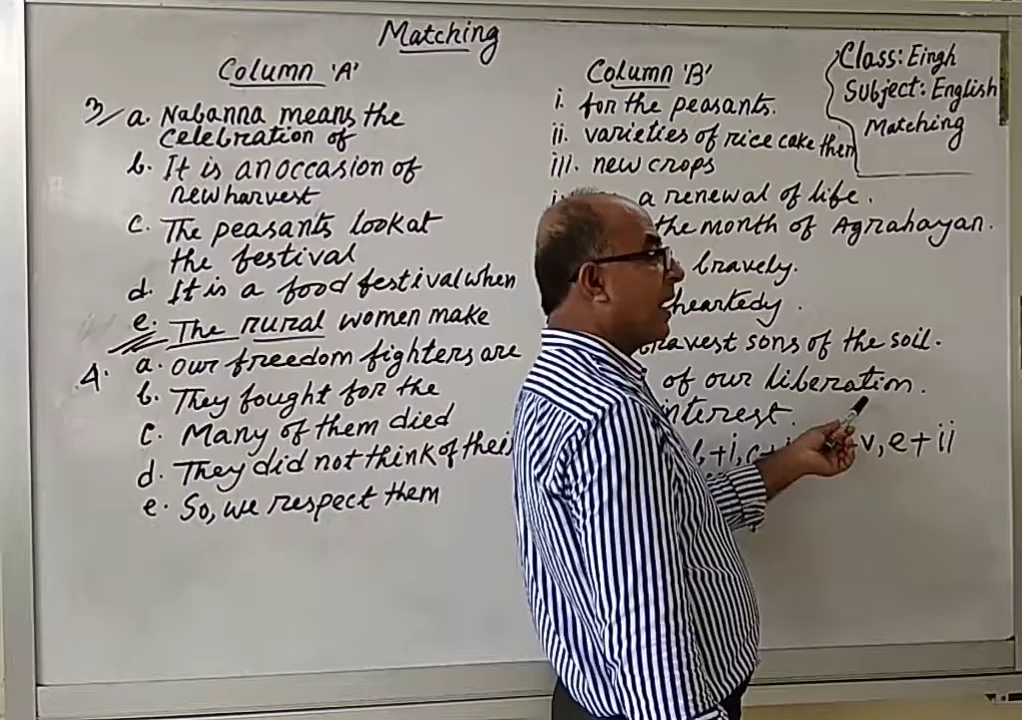 Matching
Class: Eingh
Subject: English
Matching
Column 'A'
Column 'B'
3/ a. Nabanna means the
celebration of
b. It is an occasion of
new harvest
c. The peasants look at
the festival
d. It is a food festival when
e. The rural women make
4. a. our freedom fighters are
b. They fought for the
c. Many of them died
d. They did not think of their
e. So, we respect them
i. for the peasants.
ii. varieties of rice cake then
iii. new crops
a renewal of life.
the month of Agrahayan.
bravely.
heartedy.
bravest sons of the soil.
of our liberation.
interest.
b+i, c+ v, e+ii